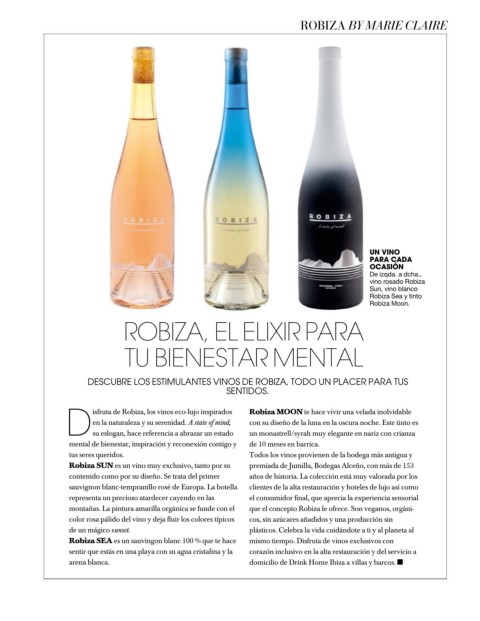 ROBIZA BY MARIE CLAIRE
ROBIZA
A state of mind
ROBIZA
A state of mind
ROBIZA
A state of mind
UN VINO
PARA CADA
OCASIÓN
De izqda. a dcha.,
vino rosado Robiza
Sun, vino blanco
Robiza Sea y tinto
Robiza Moon.
ROBIZA, EL ELIXIR PARA
TU BIENESTAR MENTAL
DESCUBRE LOS ESTIMULANTES VINOS DE ROBIZA, TODO UN PLACER PARA TUS
SENTIDOS.
Disfruta de Robiza, los vinos eco-lujo inspirados
en la naturaleza y su serenidad. A state of mind,
su eslogan, hace referencia a abrazar un estado
mental de bienestar, inspiración y reconexión contigo y
tus seres queridos.
Robiza SUN es un vino muy exclusivo, tanto por su
contenido como por su diseño. Se trata del primer
sauvignon blanc-tempranillo rosé de Europa. La botella
representa un precioso atardecer cayendo en las
montañas. La pintura amarilla orgánica se funde con el
color rosa pálido del vino y deja fluir los colores típicos
de un mágico sunset.
Robiza SEA es un sauvingon blanc 100 % que te hace
sentir que estás en una playa con su agua cristalina y la
arena blanca.
Robiza MOON te hace vivir una velada inolvidable
con su diseño de la luna en la oscura noche. Este tinto es
un monastrell/syrah muy elegante en nariz con crianza
de 10 meses en barrica.
Todos los vinos provienen de la bodega más antigua y
premiada de Jumilla, Bodegas Alceño, con más de 153
años de historia. La colección está muy valorada por los
clientes de la alta restauración y hoteles de lujo así como
el consumidor final, que aprecia la experiencia sensorial
que el concepto Robiza le ofrece. Son veganos, orgáni-
cos, sin azúcares añadidos y una producción sin
plásticos. Celebra la vida cuidándote a ti y al planeta al
mismo tiempo. Disfruta de vinos exclusivos con
corazón inclusivo en la alta restauración y del servicio a
domicilio de Drink Home Ibiza a villas y barcos.